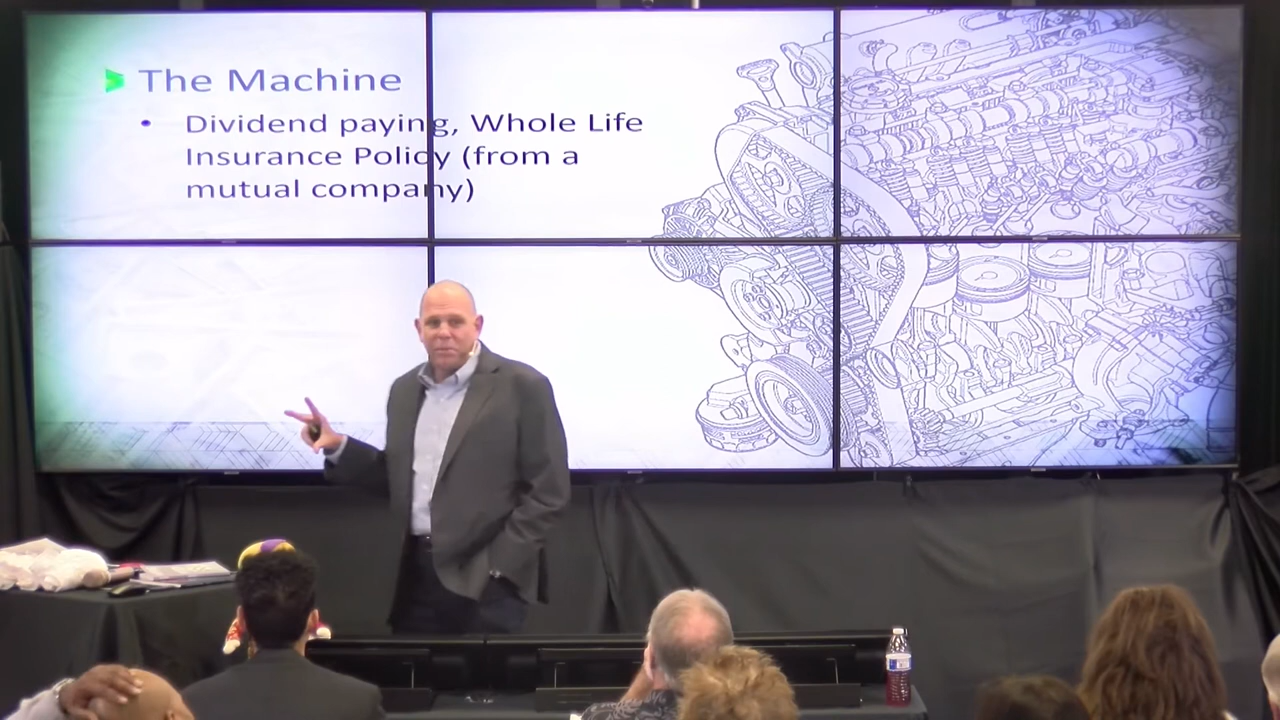 The Machine
• Dividend paying, Whole Life
Insurance Policy (from a
mutual company)